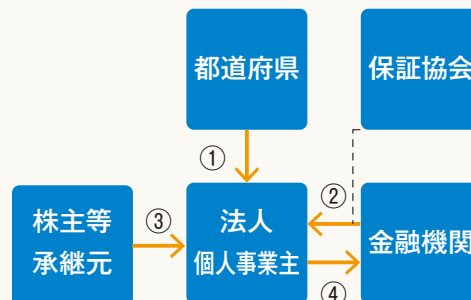 都道府県
保証協会
①
②
③
株主等
承継元
法人
個人事業主
金融機関
④